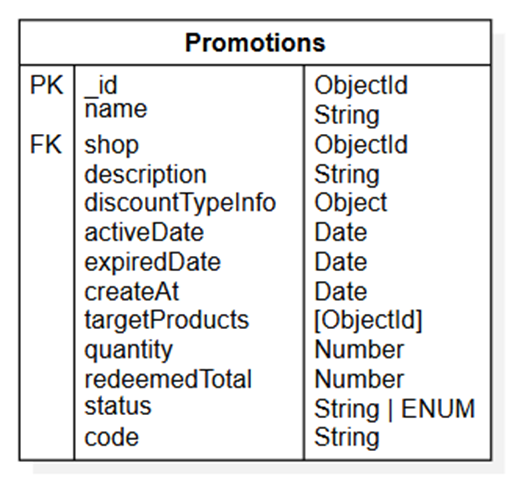 Promotions
PK _id ObjectId
name String
FK shop ObjectId
description String
discountTypeInfo Object
activeDate Date
expiredDate Date
createAt Date
targetProducts [ObjectId]
quantity Number
redeemedTotal Number
status String | ENUM
code String